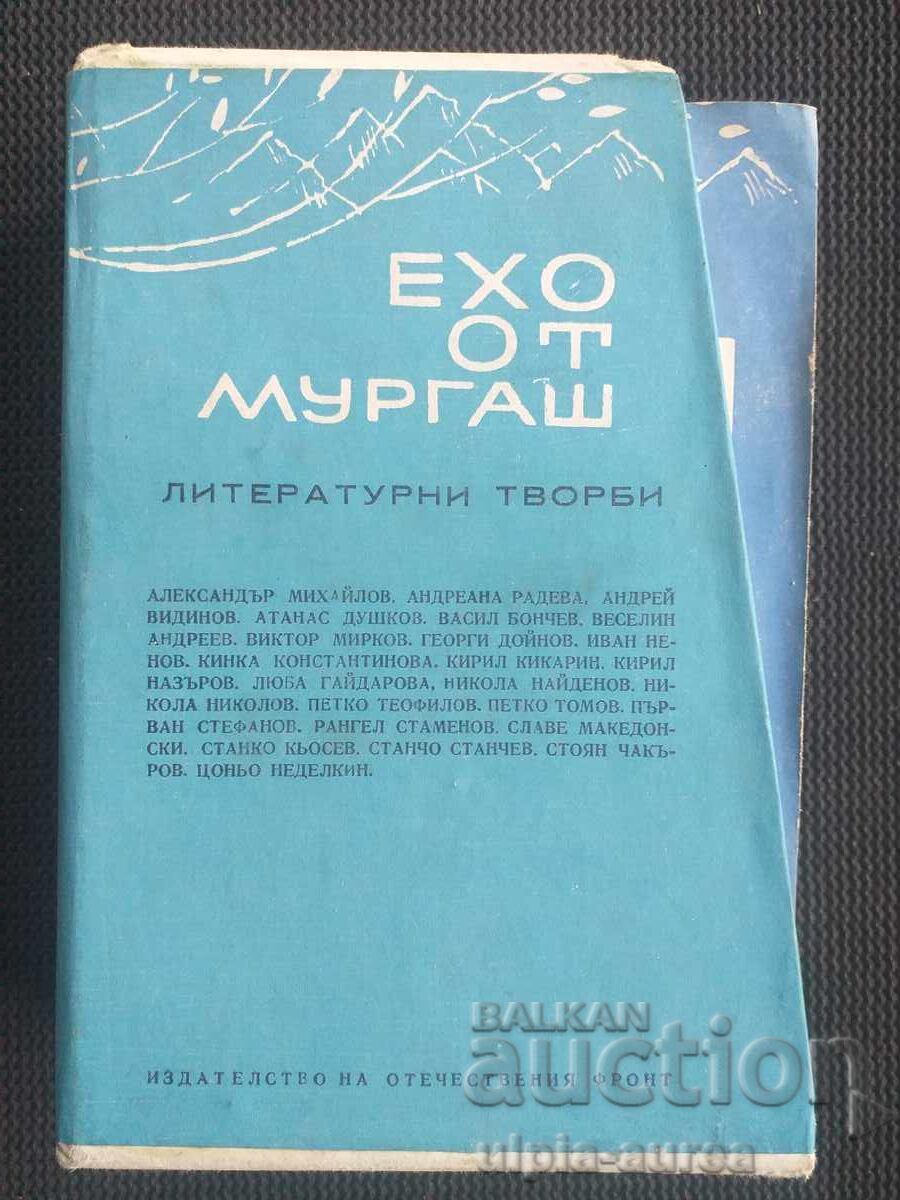 ЕХО
ОТ
МУРГАШ
ЛИТЕРАТУРНИ ТВОРБИ
АЛЕКСАНДЪР МИХАЙЛОВ. АНДРЕАНА РАДЕВА. АНДРЕЙ
ВИДИНОВ. АТАНАС ДУШКОВ. ВАСИЛ БОНЧЕВ. ВЕСЕЛИН
АНДРЕЕВ. ВИКТОР МИРКОВ. ГЕОРГИ ДОЙНОВ. ИВАН НЕ-
НОВ. КИНКА КОНСТАНТИНОВА. КИРИЛ КИКАРИН. КИРИЛ
НАЗЪРОВ. ЛЮБА ГАЙДАРОВА, НИКОЛА НАЙДЕНОВ. НИ-
КОЛА НИКОЛОВ. ПЕТКО ТЕОФИЛОВ. ПЕТКО ТОМОВ. ПЪР-
ВАН СТЕФАНОВ. РАНГЕЛ СТАМЕНОВ. СЛАВЕ МАКЕДОН-
СКИ. СТАНКО КЬОСЕВ. СТАНЧО СТАНЧЕВ. СТОЯН ЧАКЪ-
РОВ. ЦОНЬО НЕДЕЛКИН.
ИЗДАТЕЛСТВО НА ОТЕЧЕСТВЕНИЯ ФРОНТ
BALKAN
auction
ulpia-aurea